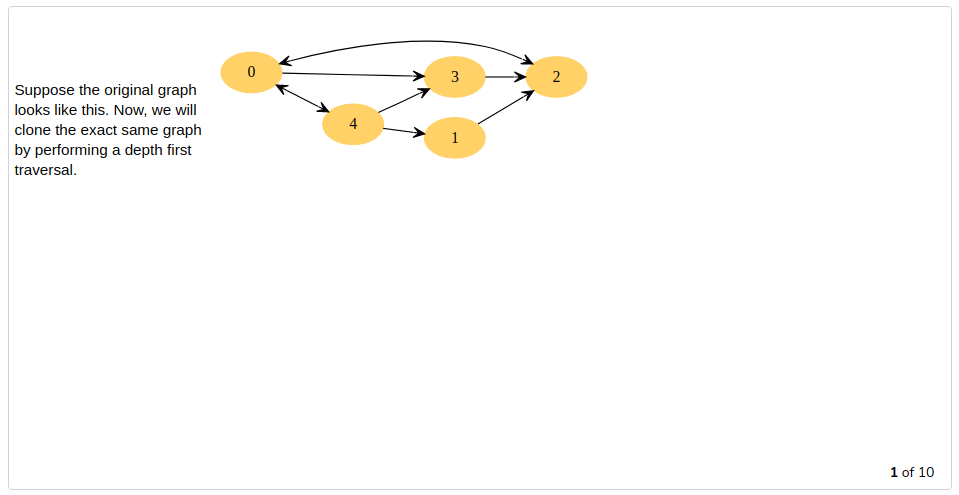 Suppose the original graph
looks like this. Now, we will
clone the exact same graph
by performing a depth first
traversal.
0
3
2
4
1
1 of 10